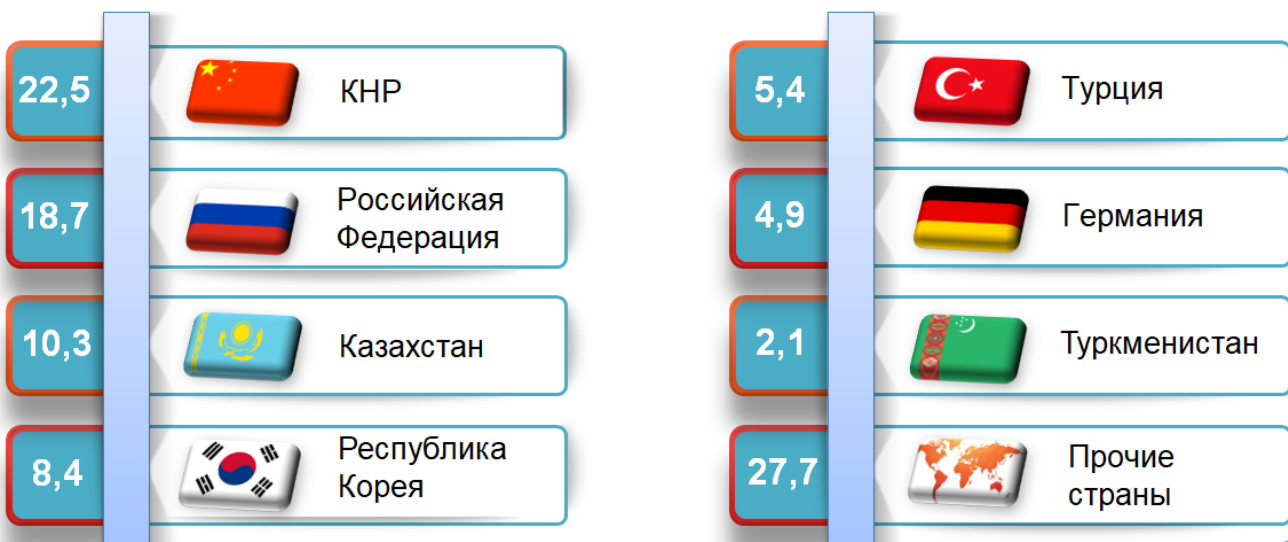 22,5
КНР
18,7
Российская
Федерация
10,3
Казахстан
8,4
Республика
Корея
5,4
Турция
4,9
Германия
2,1
Туркменистан
27,7
Прочие
страны